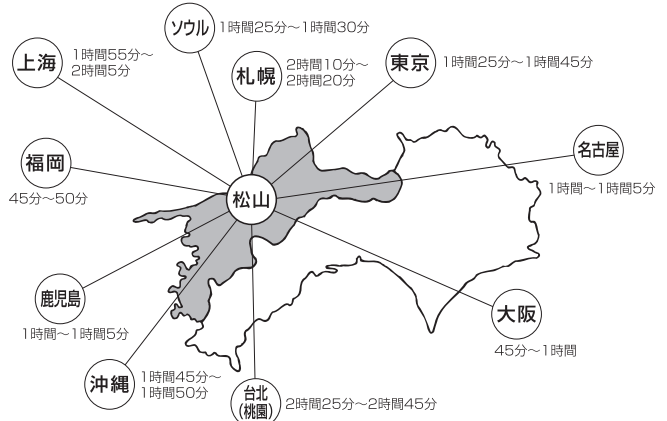 ソウル
1時間25分～1時間30分
上海
1時間55分～
2時間5分
札幌
2時間10分～
2時間20分
東京
1時間25分～1時間45分
名古屋
1時間～1時間5分
福岡
45分～50分
松山
鹿児島
1時間～1時間5分
大阪
45分～1時間
沖縄
1時間45分～
1時間50分
台北
(桃園)
2時間25分～2時間45分